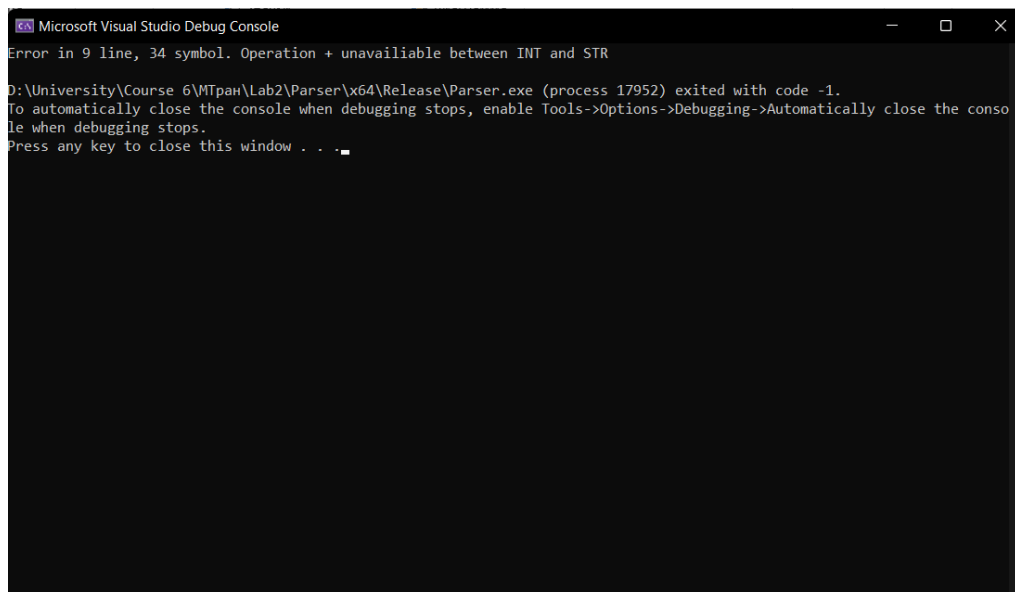 Microsoft Visual Studio Debug Console
Error in 9 line, 34 symbol. Operation + unavailiable between INT and STR
D:\University\Course 6\МТран\Lab2\Parser\x64\Release\Parser.exe (process 17952) exited with code -1.
To automatically close the console when debugging stops, enable Tools->Options->Debugging->Automatically close the conso
le when debugging stops.
Press any key to close this window . . .